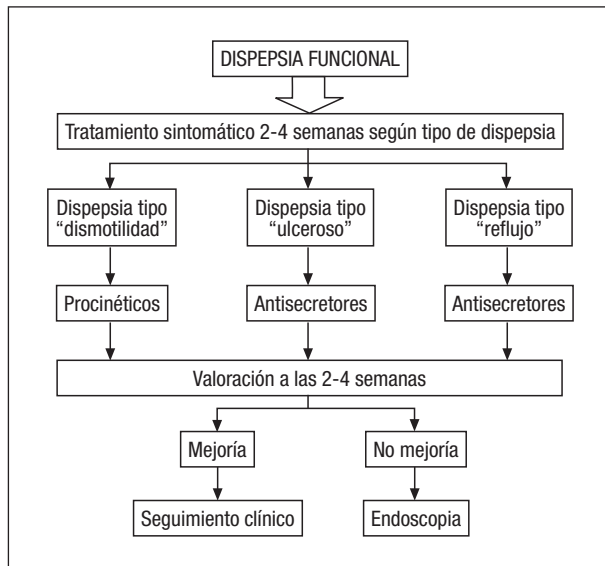 DISPEPSIA FUNCIONAL
Tratamiento sintomático 2-4 semanas según tipo de dispepsia
Dispepsia tipo
“dismotilidad”
Dispepsia tipo
“ulceroso”
Dispepsia tipo
“reflujo”
Procinéticos
Antisecretores
Antisecretores
Valoración a las 2-4 semanas
Mejoría
No mejoría
Seguimiento clínico
Endoscopia